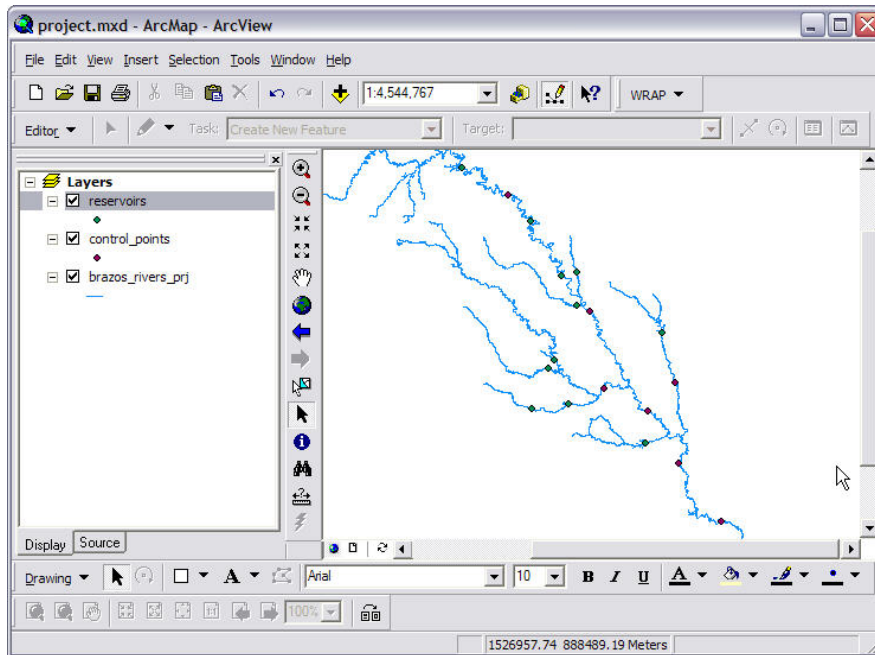 project.mxd - ArcMap - ArcView
File Edit View Insert Selection Tools Window Help
1:4,544,767 WRAP
Editor Task: Create New Feature Target:
Layers
reservoirs
control_points
brazos_rivers_prj
Display Source
Drawing A Arial 10 B I U A
1:1 100%
1526957.74 888489.19 Meters